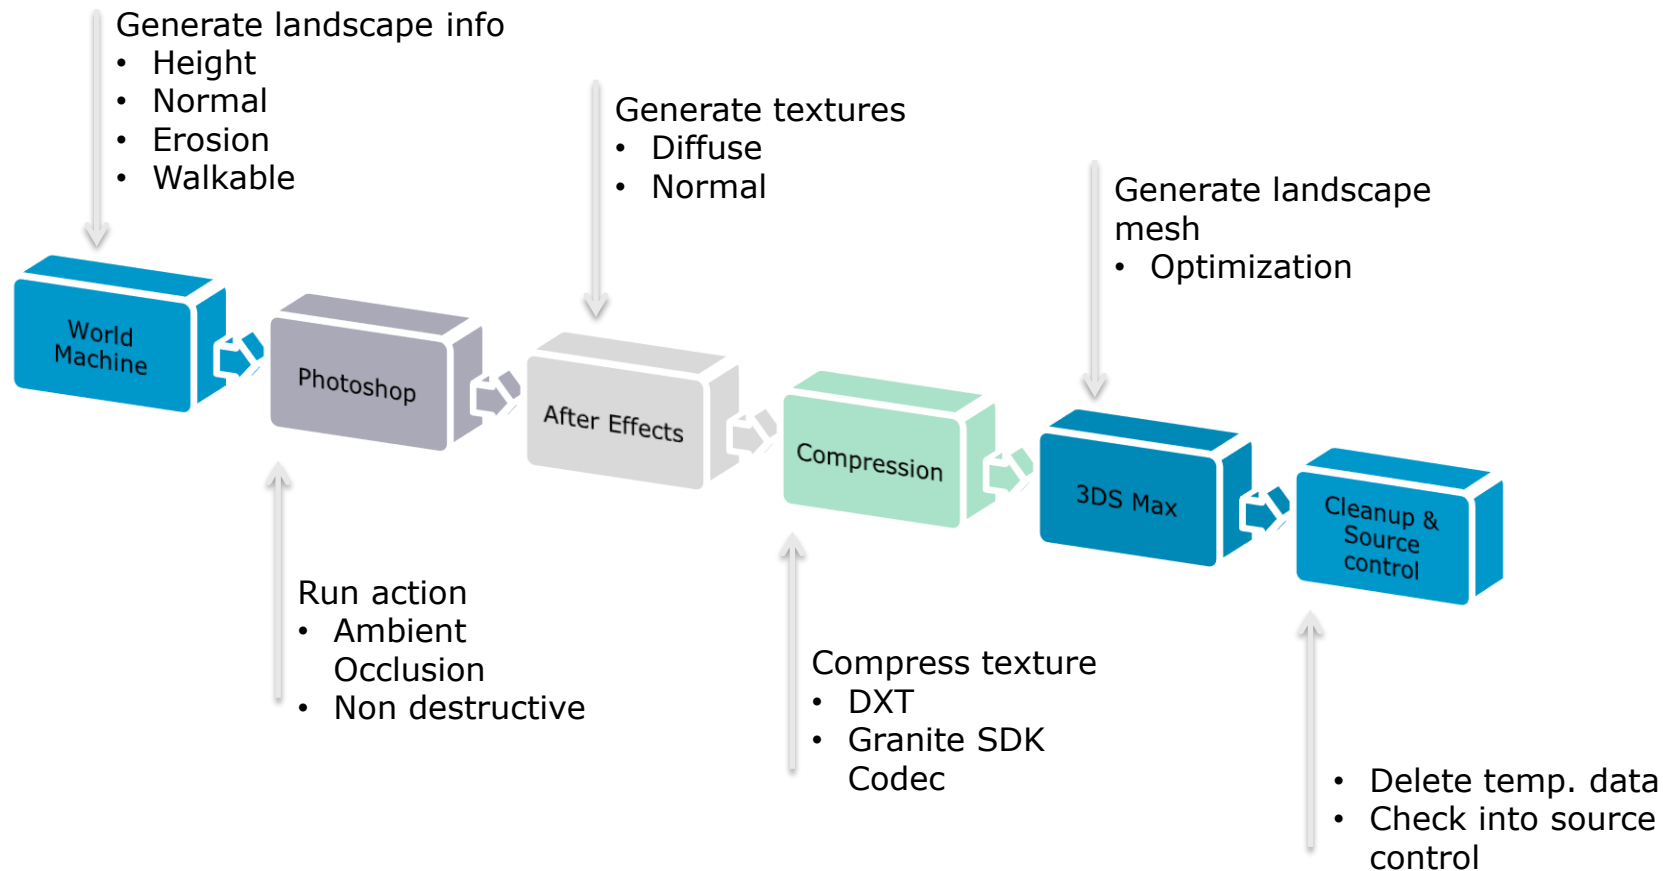 Generate landscape info
• Height
• Normal
• Erosion
• Walkable
Generate textures
• Diffuse
• Normal
Generate landscape
mesh
• Optimization
World
Machine
Photoshop
After Effects
Compression
3DS Max
Cleanup &
Source
control
Run action
• Ambient
Occlusion
• Non destructive
Compress texture
• DXT
• Granite SDK
Codec
• Delete temp. data
• Check into source
control